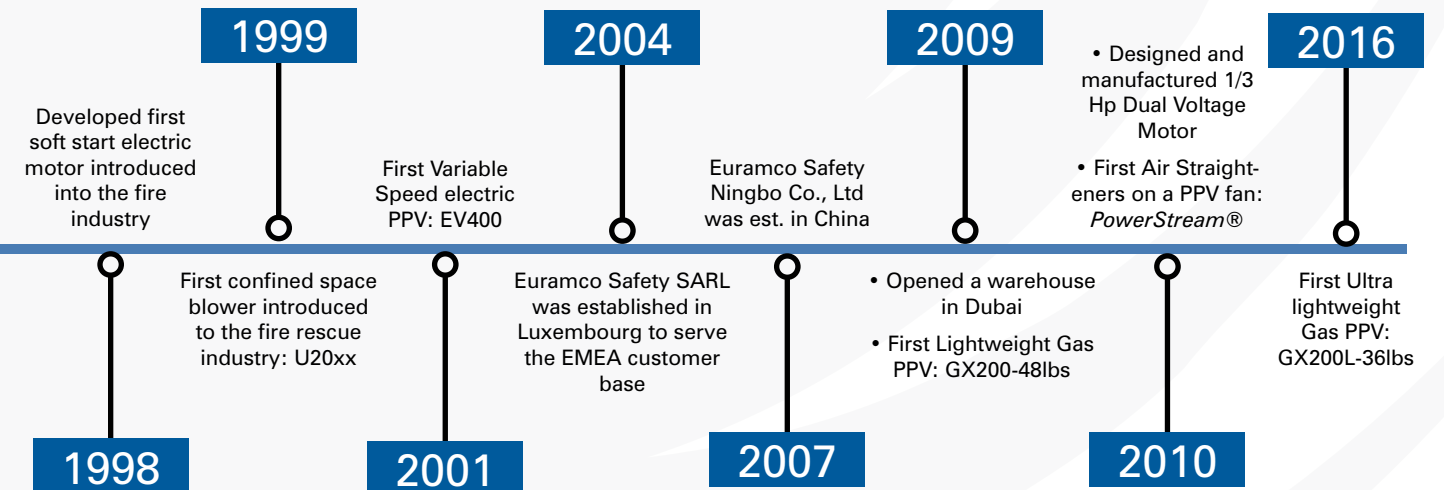 1998
Developed first
soft start electric
motor introduced
into the fire
industry
1999
First confined space
blower introduced
to the fire rescue
industry: U20xx
2001
First Variable
Speed electric
PPV: EV400
2004
Euramco Safety SARL
was established in
Luxembourg to serve
the EMEA customer
base
2007
Euramco Safety
Ningbo Co., Ltd
was est. in China
2009
• Opened a warehouse
in Dubai
• First Lightweight Gas
PPV: GX200-48lbs
2010
• Designed and
manufactured 1/3
Hp Dual Voltage
Motor
• First Air Straight-
eners on a PPV fan:
PowerStream®
2016
First Ultra
lightweight
Gas PPV:
GX200L-36lbs